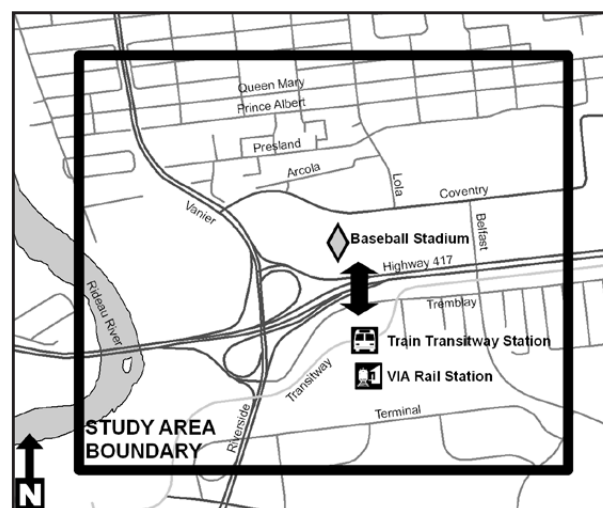 Queen Mary
Prince Albert
Presland
Arcola
Lola
Coventry
Vanier
Belfast
Baseball Stadium
Highway 417
Rideau River
Tremblay
Train Transitway Station
VIA Rail Station
Transitway
Terminal
Riverside
STUDY AREA
BOUNDARY
N